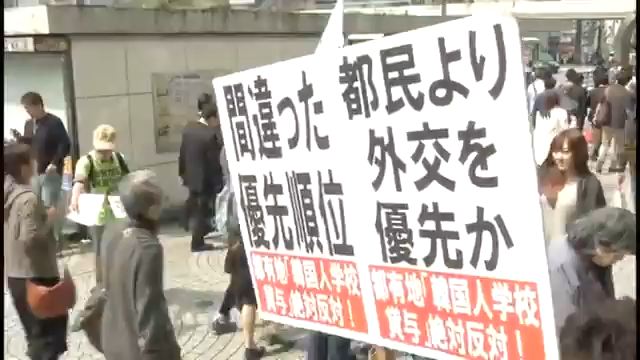 間違った
優先順位
都有地「韓国人学校
貸与」絶対反対！
都民より
外交を
優先か
都有地「韓国人学校
貸与」絶対反対！